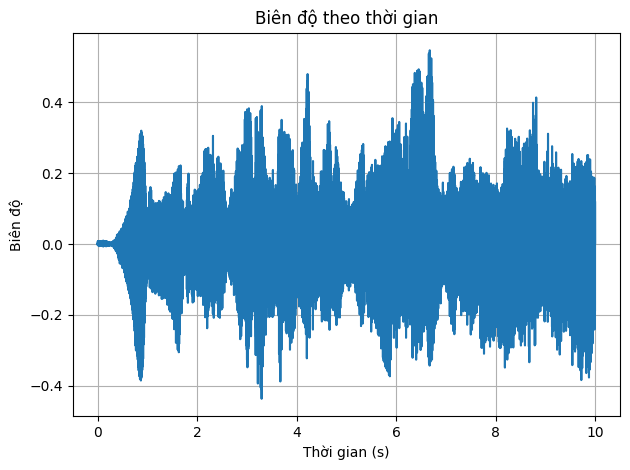 Biên độ theo thời gian
Biên độ
0.4
0.2
0.0
−0.2
−0.4
0 2 4 6 8 10
Thời gian (s)